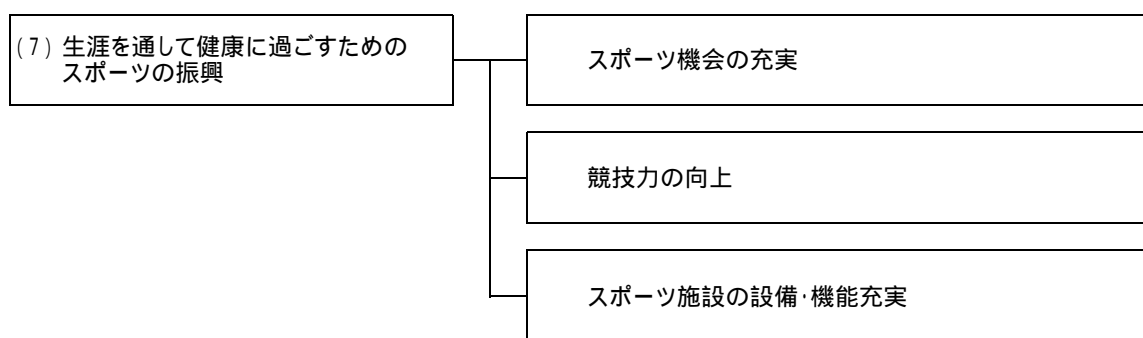 (7) 生涯を通して健康に過ごすための
スポーツの振興
スポーツ機会の充実
競技力の向上
スポーツ施設の設備・機能充実